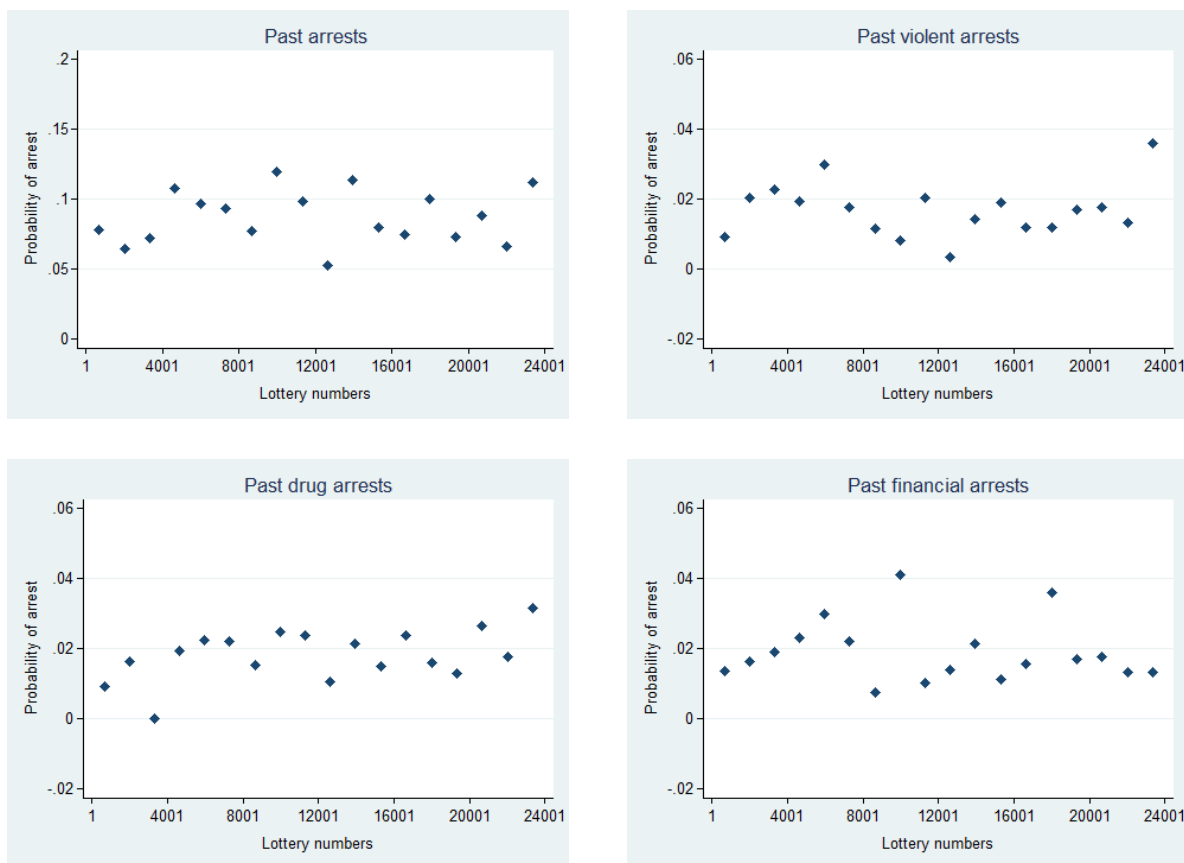 Past arrests
.2
.15
.1
.05
0
Probability of arrest
1 4001 8001 12001 16001 20001 24001
Lottery numbers
Past violent arrests
.06
.04
.02
0
-.02
Probability of arrest
1 4001 8001 12001 16001 20001 24001
Lottery numbers
Past drug arrests
.06
.04
.02
0
-.02
Probability of arrest
1 4001 8001 12001 16001 20001 24001
Lottery numbers
Past financial arrests
.06
.04
.02
0
-.02
Probability of arrest
1 4001 8001 12001 16001 20001 24001
Lottery numbers